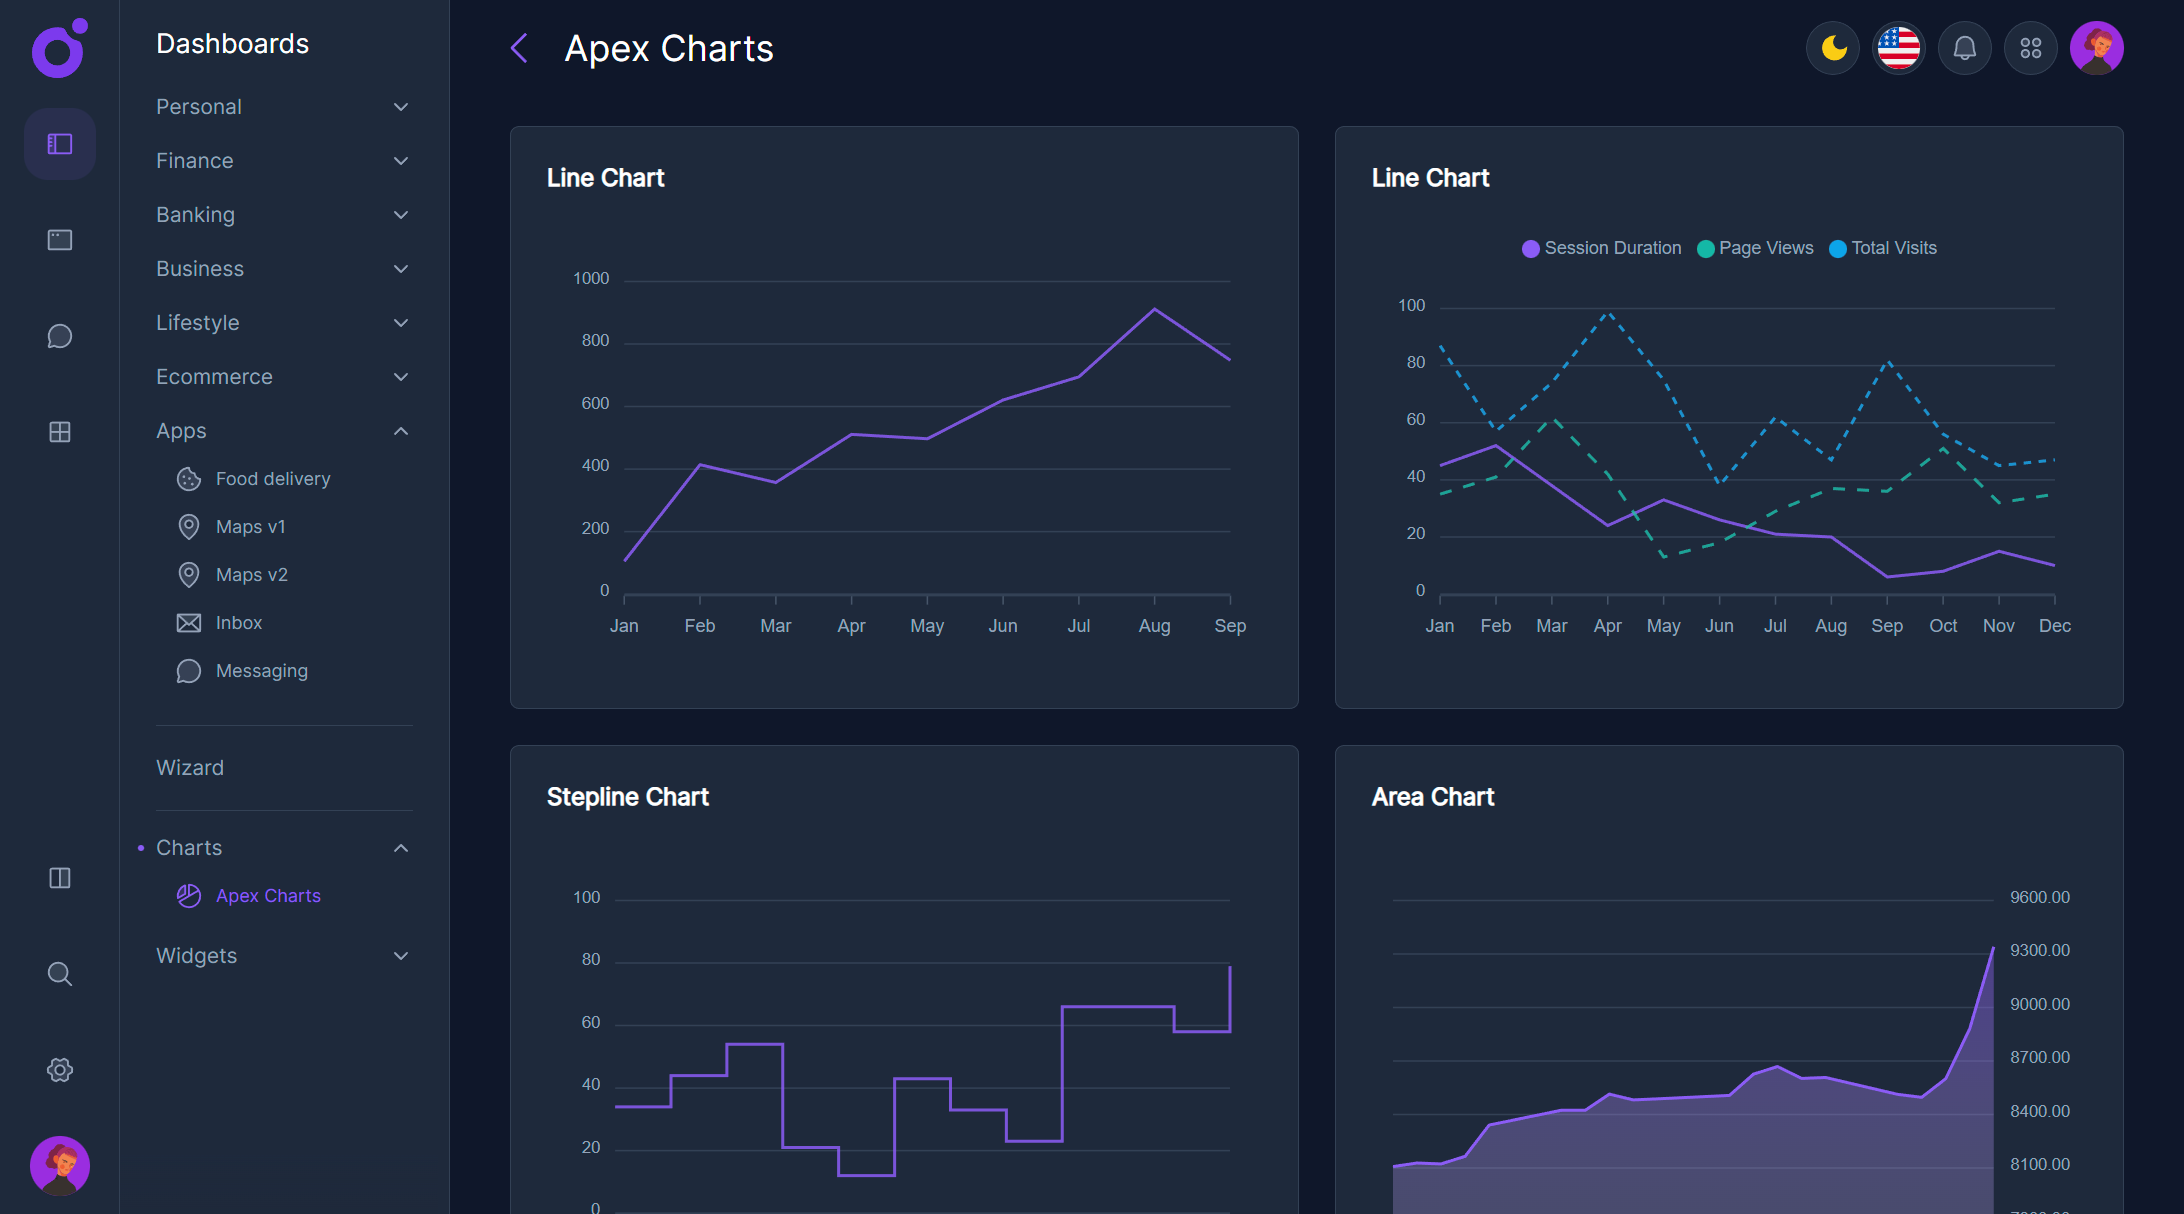 Dashboards
Personal
Finance
Banking
Business
Lifestyle
Ecommerce
Apps
Food delivery
Maps v1
Maps v2
Inbox
Messaging
Wizard
Charts
Apex Charts
Widgets
Apex Charts
Line Chart
1000
800
600
400
200
0
Jan Feb Mar Apr May Jun Jul Aug Sep
Line Chart
Session Duration Page Views Total Visits
100
80
60
40
20
0
Jan Feb Mar Apr May Jun Jul Aug Sep Oct Nov Dec
Stepline Chart
100
80
60
40
20
0
Area Chart
9600.00
9300.00
9000.00
8700.00
8400.00
8100.00